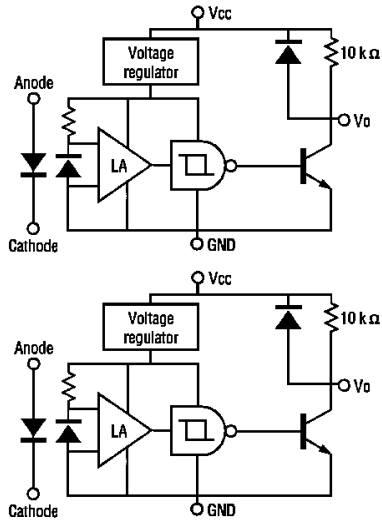 Vcc
Voltage
regulator
10 kΩ
Anode
Vo
LA
Cathode
GND
Vcc
Voltage
regulator
10 kΩ
Anode
Vo
LA
Cathode
GND